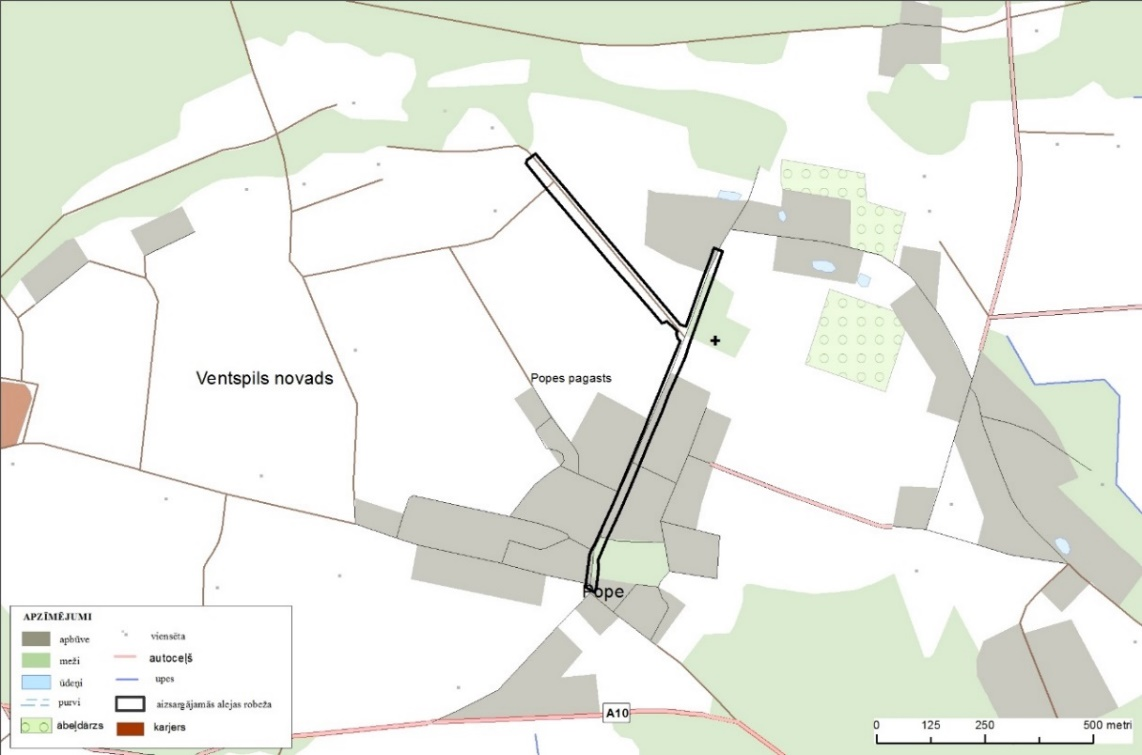 Ventspils novads
Popes pagasts
Pope
APZĪMĒJUMI
apbūve
meži
ūdeņi
purvi
ābeļdārzs
viensēta
autoceļš
upes
aizsargājamās alejas robeža
karjers
A10
0 125 250 500 metri